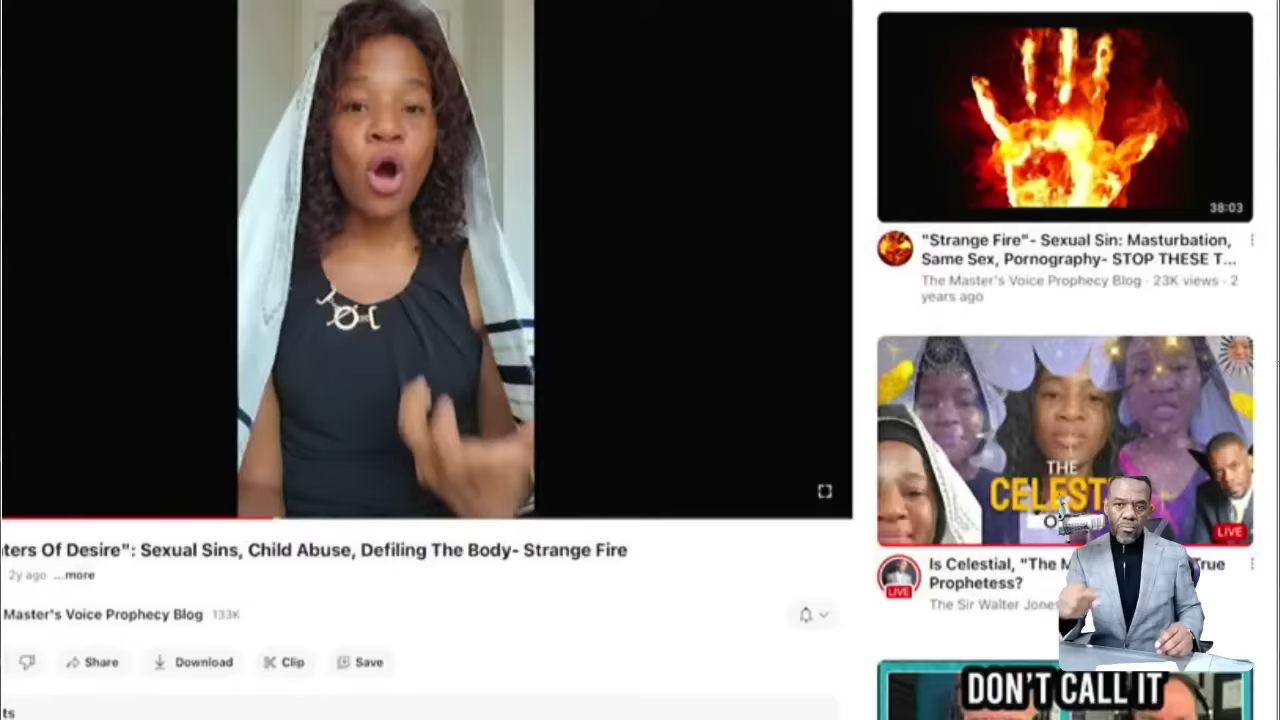 38:03
"Strange Fire"- Sexual Sin: Masturbation,
Same Sex, Pornography- STOP THESE T...
The Master's Voice Prophecy Blog · 23K views · 2
years ago
THE
CELEST
LIVE
LIVE
Is Celestial, "The M True
Prophetess?
The Sir Walter Jones
DON'T CALL IT
ters Of Desire": Sexual Sins, Child Abuse, Defiling The Body- Strange Fire
2y ago ...more
Master's Voice Prophecy Blog 133K
Share Download Clip Save
ts